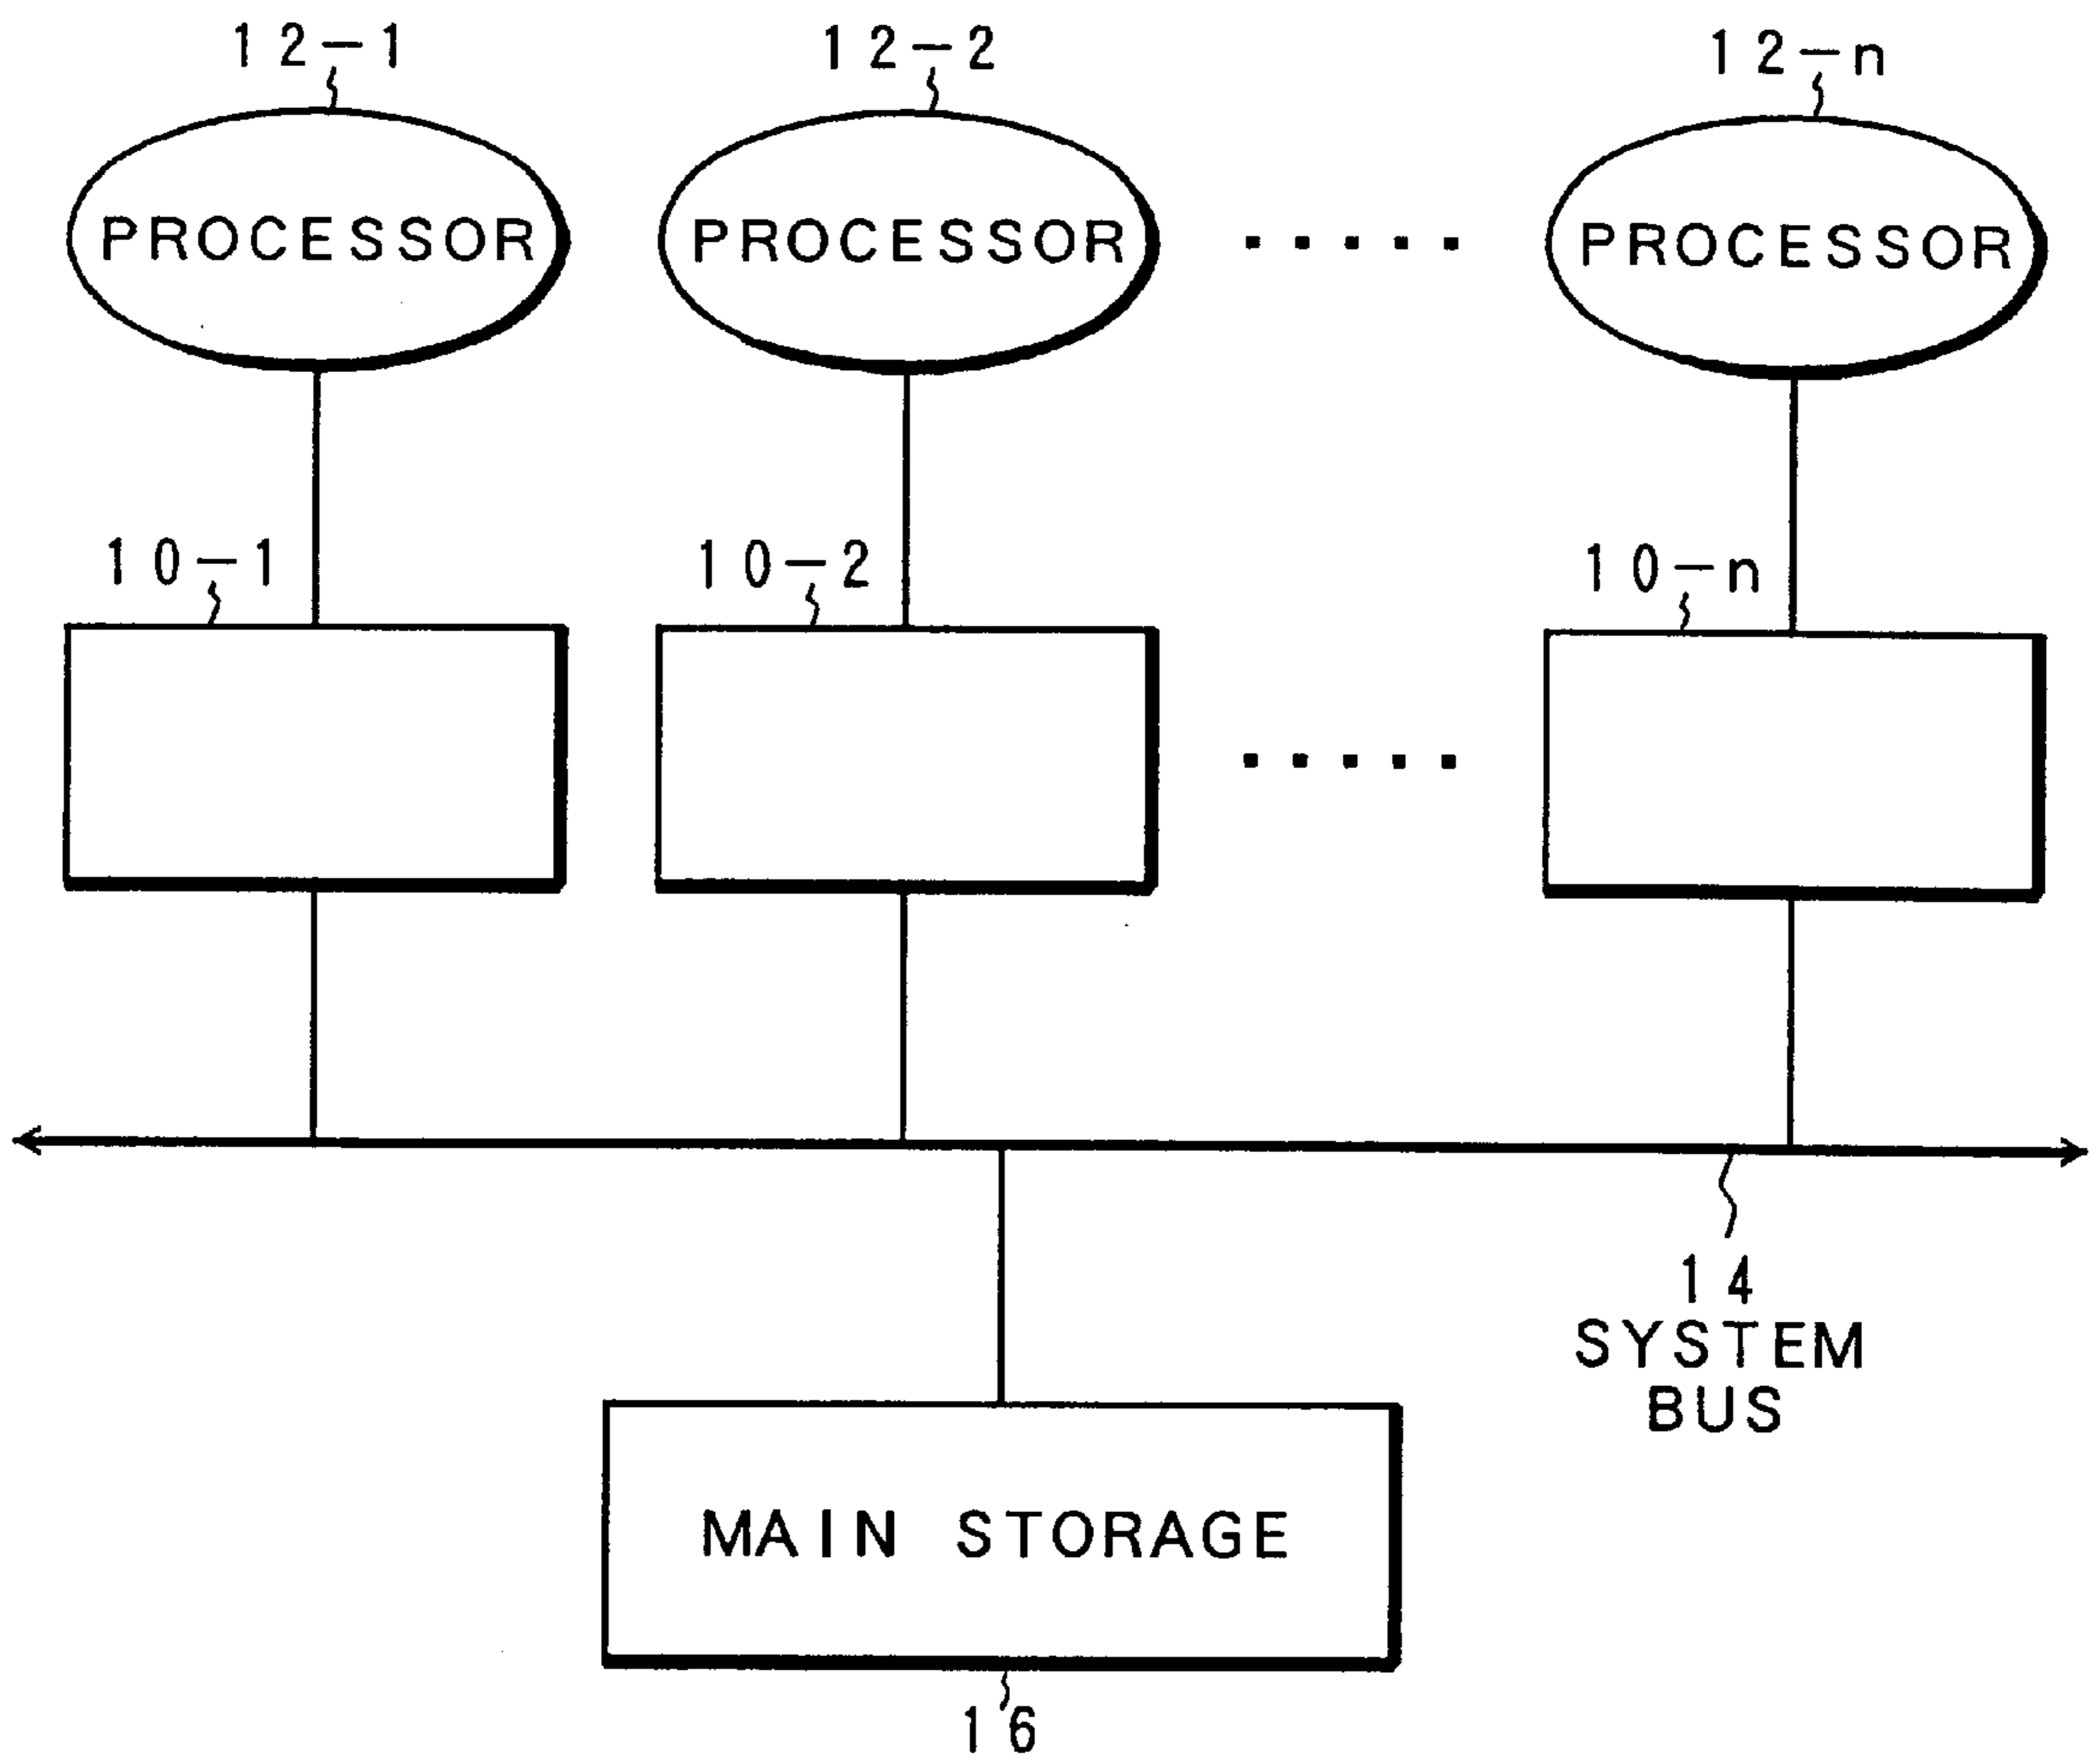 12-1
12-2
12-n
PROCESSOR
PROCESSOR
PROCESSOR
10-1
10-2
10-n
14
SYSTEM
BUS
MAIN STORAGE
16